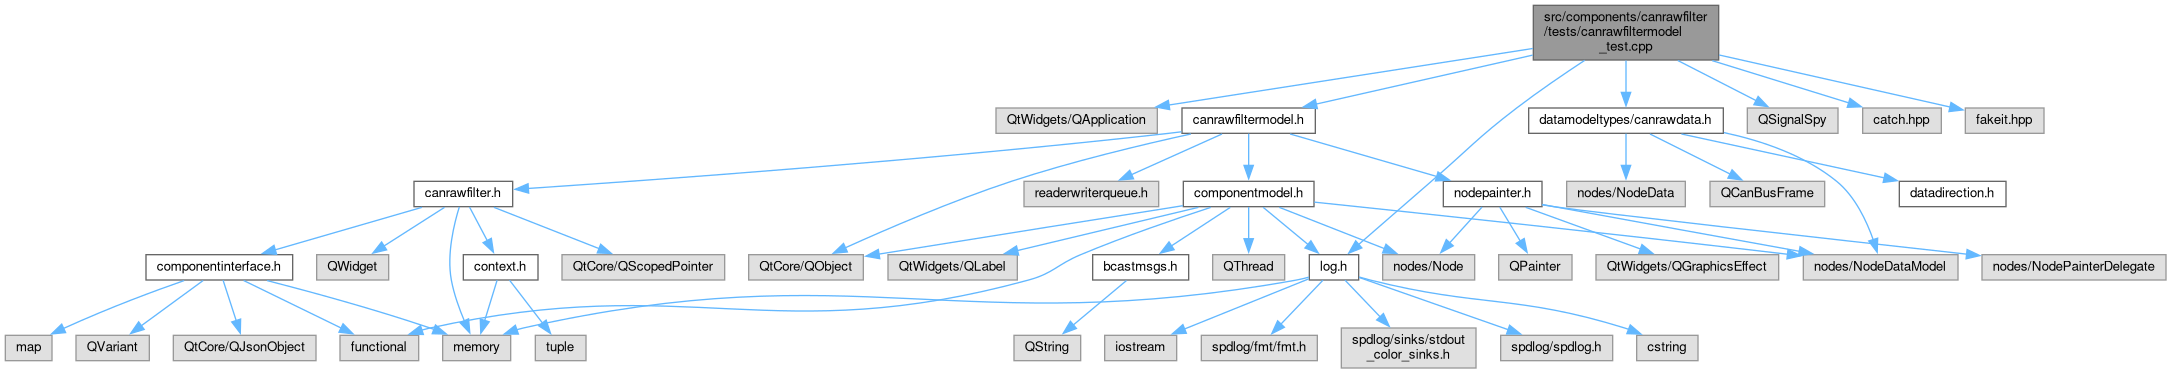 src/components/canrawfilter
/tests/canrawfiltermodel
_test.cpp
QtWidgets/QApplication
canrawfiltermodel.h
datamodeltypes/canrawdata.h
QSignalSpy
catch.hpp
fakeit.hpp
canrawfilter.h
readerwriterqueue.h
componentmodel.h
nodepainter.h
nodes/NodeData
QCanBusFrame
datadirection.h
componentinterface.h
QWidget
context.h
QtCore/QScopedPointer
QtCore/QObject
QtWidgets/QLabel
bcastmsgs.h
QThread
log.h
nodes/Node
QPainter
QtWidgets/QGraphicsEffect
nodes/NodeDataModel
nodes/NodePainterDelegate
map
QVariant
QtCore/QJsonObject
functional
memory
tuple
QString
iostream
spdlog/fmt/fmt.h
spdlog/sinks/stdout
_color_sinks.h
spdlog/spdlog.h
cstring